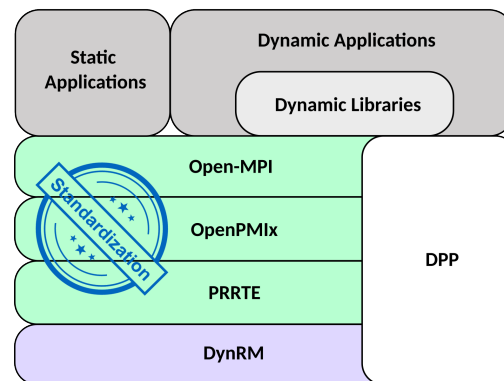 Static
Applications
Dynamic Applications
Dynamic Libraries
Open-MPI
Standardization
OpenPMIx
DPP
PRRTE
DynRM